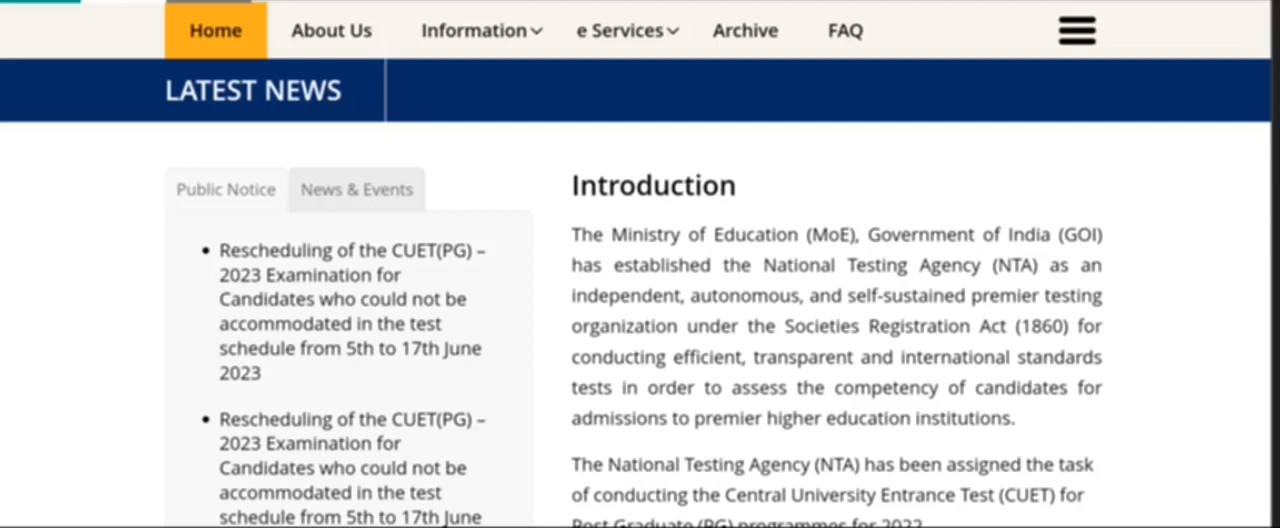 Home About Us Information e Services Archive FAQ
LATEST NEWS
Public Notice News & Events
Rescheduling of the CUET(PG) –
2023 Examination for
Candidates who could not be
accommodated in the test
schedule from 5th to 17th June
2023
Rescheduling of the CUET(PG) –
2023 Examination for
Candidates who could not be
accommodated in the test
schedule from 5th to 17th June
Introduction
The Ministry of Education (MoE), Government of India (GOI)
has established the National Testing Agency (NTA) as an
independent, autonomous, and self-sustained premier testing
organization under the Societies Registration Act (1860) for
conducting efficient, transparent and international standards
tests in order to assess the competency of candidates for
admissions to premier higher education institutions.
The National Testing Agency (NTA) has been assigned the task
of conducting the Central University Entrance Test (CUET) for
Post Graduate (PG) programmes for 2022